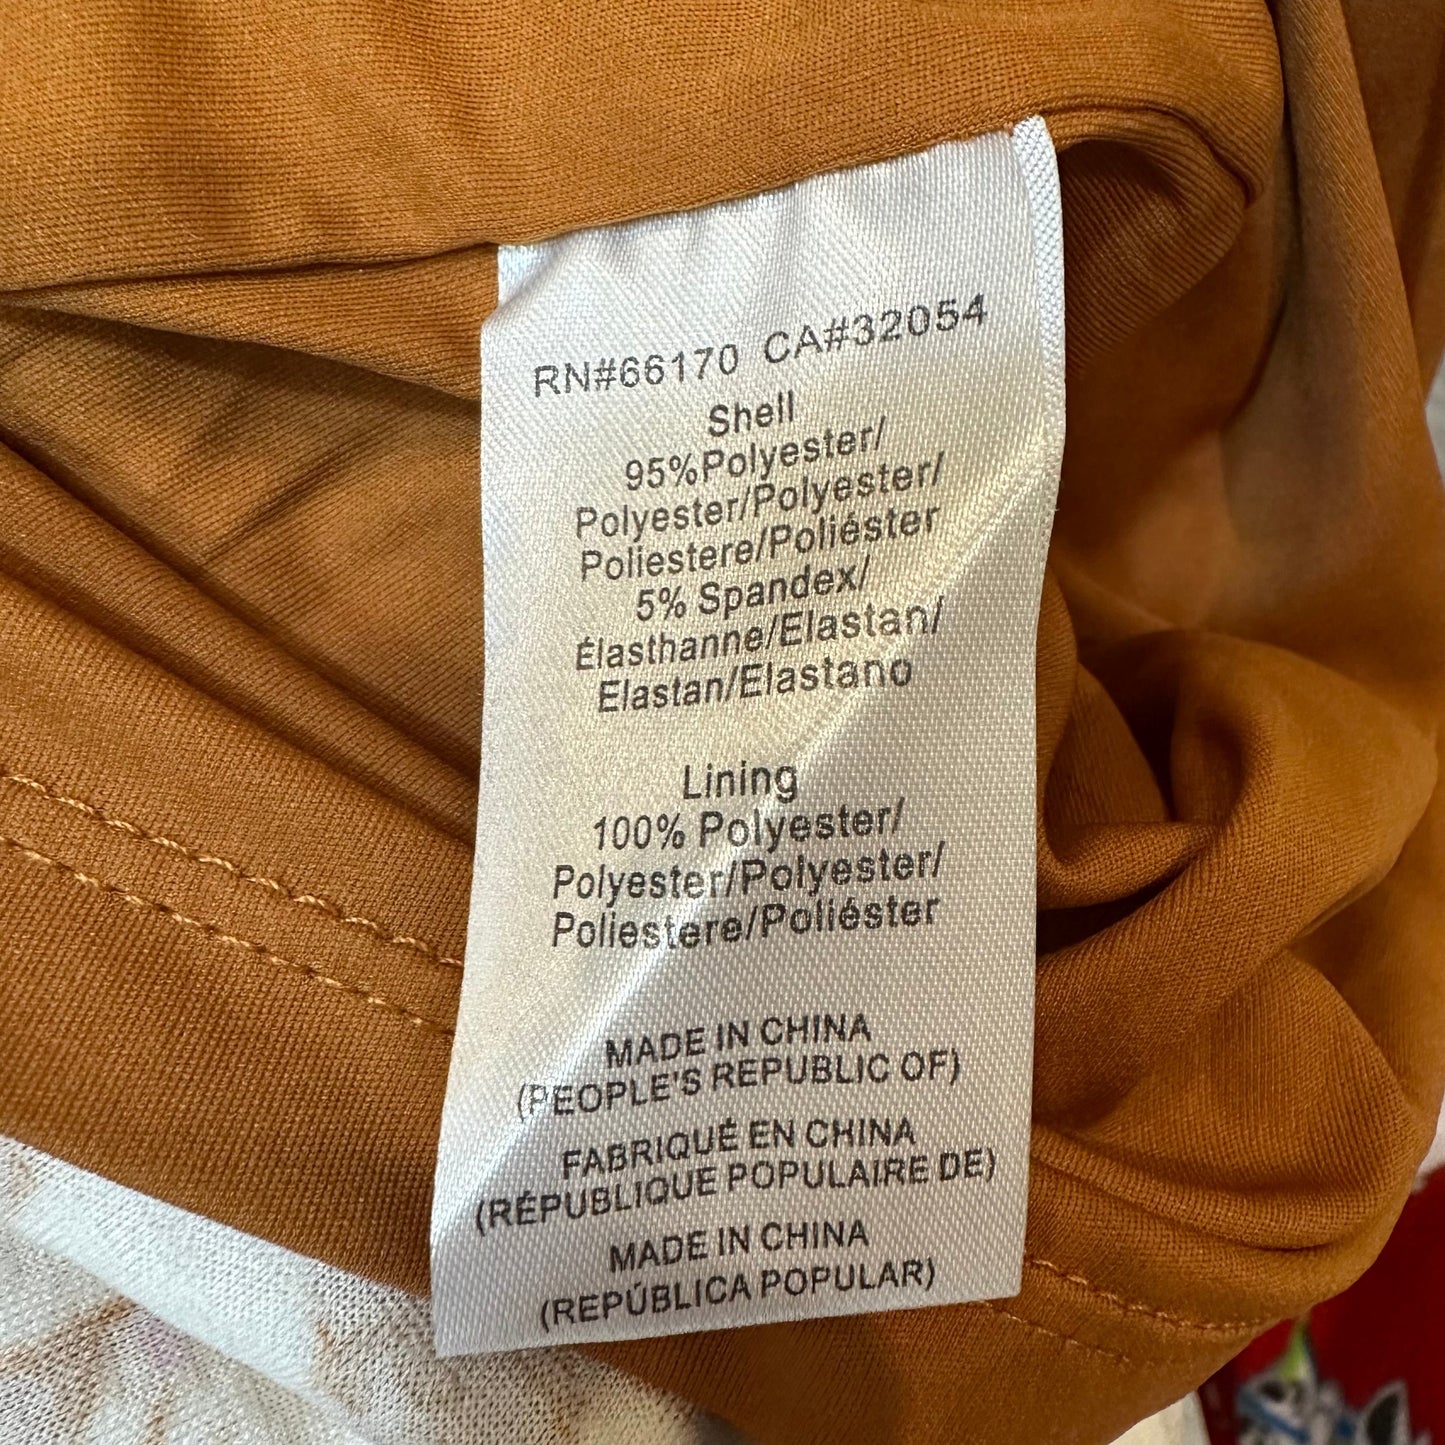 RN#66170 CA#32054
Shell
95%Polyester/
Polyester/Polyester/
Poliestere/Poliéster
5% Spandex/
Élasthanne/Elastan/
Elastan/Elastano
Lining
100% Polyester/
Polyester/Polyester/
Poliestere/Poliéster
MADE IN CHINA
(PEOPLE'S REPUBLIC OF)
FABRIQUÉ EN CHINA
(RÉPUBLIQUE POPULAIRE DE)
MADE IN CHINA
(REPÚBLICA POPULAR)